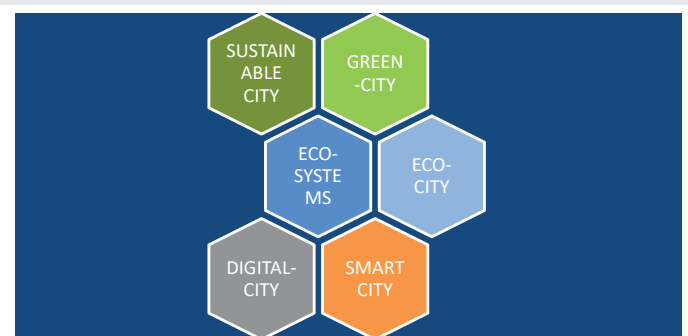 SUSTAIN
ABLE
CITY
GREEN
-CITY
ECO-
SYSTE
MS
ECO-
CITY
DIGITAL-
CITY
SMART
CITY